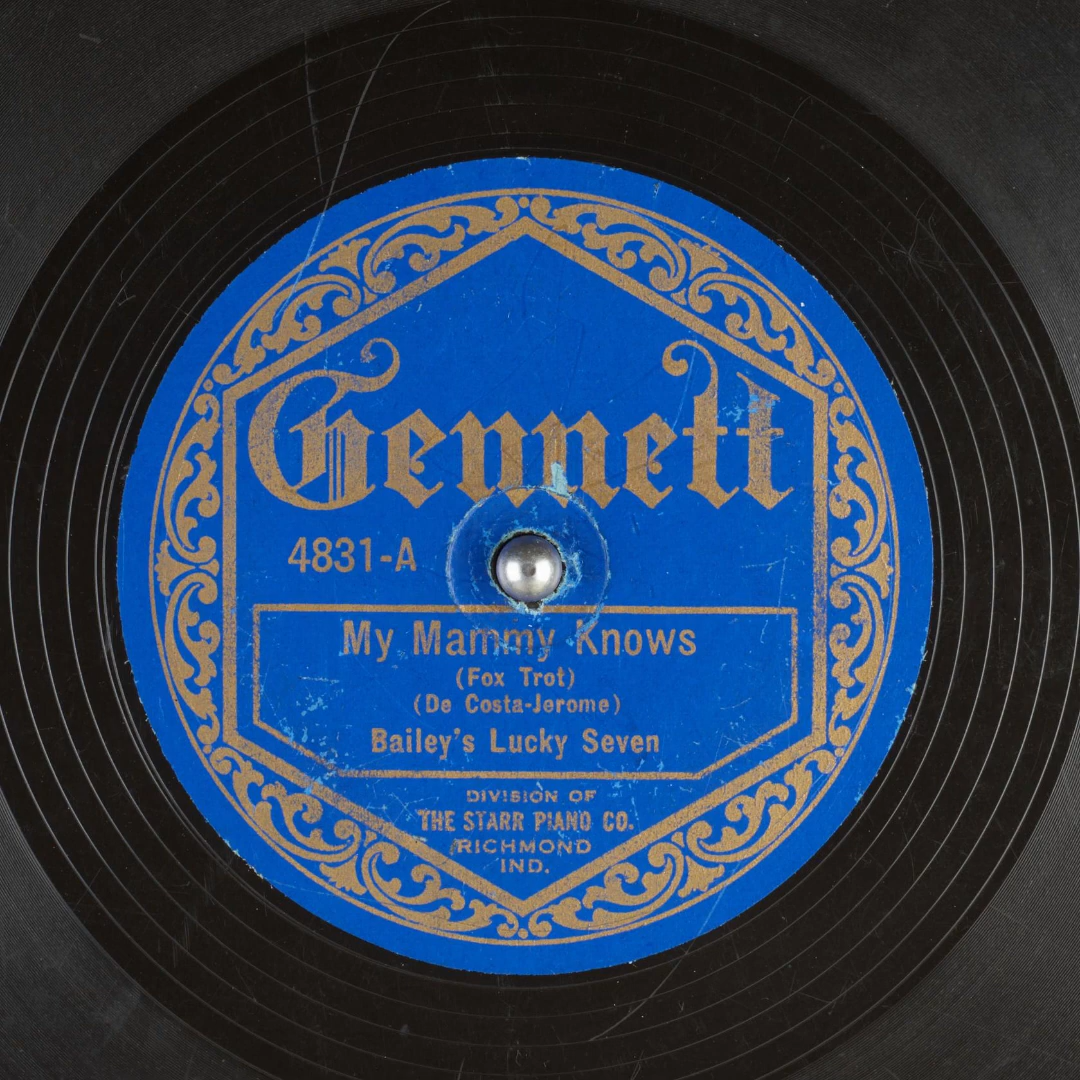 Gennett
4831-A
My Mammy Knows
(Fox Trot)
(De Costa-Jerome)
Bailey's Lucky Seven
DIVISION OF
THE STARR PIANO CO.
RICHMOND
IND.